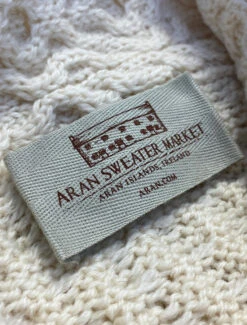 ARAN SWEATER MARKET
ARAN ISLANDS, IRELAND
ARAN.COM